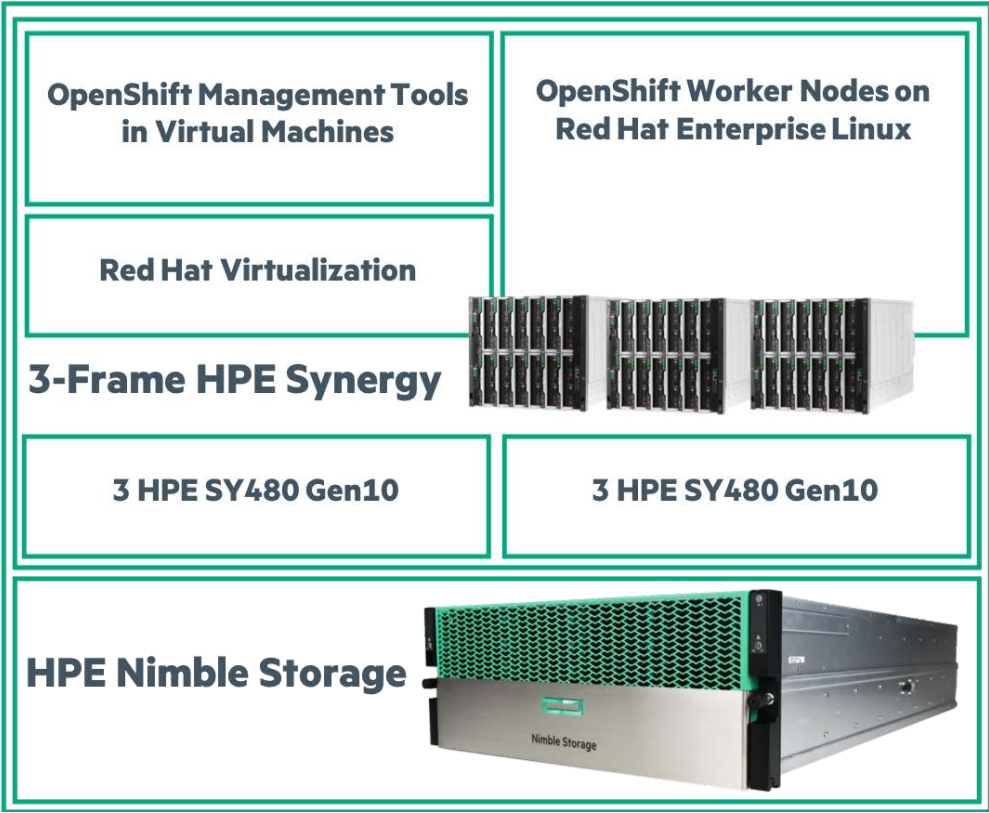 OpenShift Management Tools
in Virtual Machines
OpenShift Worker Nodes on
Red Hat Enterprise Linux
Red Hat Virtualization
3-Frame HPE Synergy
3 HPE SY480 Gen10
3 HPE SY480 Gen10
HPE Nimble Storage
Nimble Storage